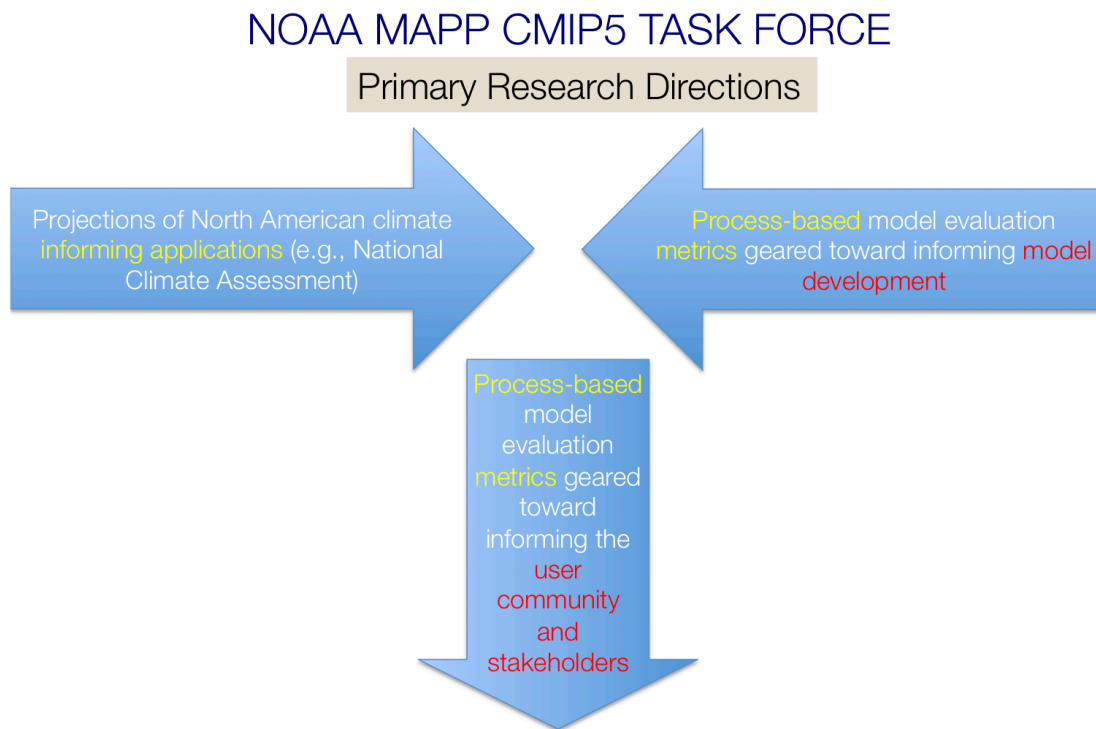 NOAA MAPP CMIP5 TASK FORCE
Primary Research Directions
Projections of North American climate
informing applications (e.g., National
Climate Assessment)
Process-based model evaluation
metrics geared toward informing model
development
Process-based
model
evaluation
metrics geared
toward
informing the
user
community
and
stakeholders